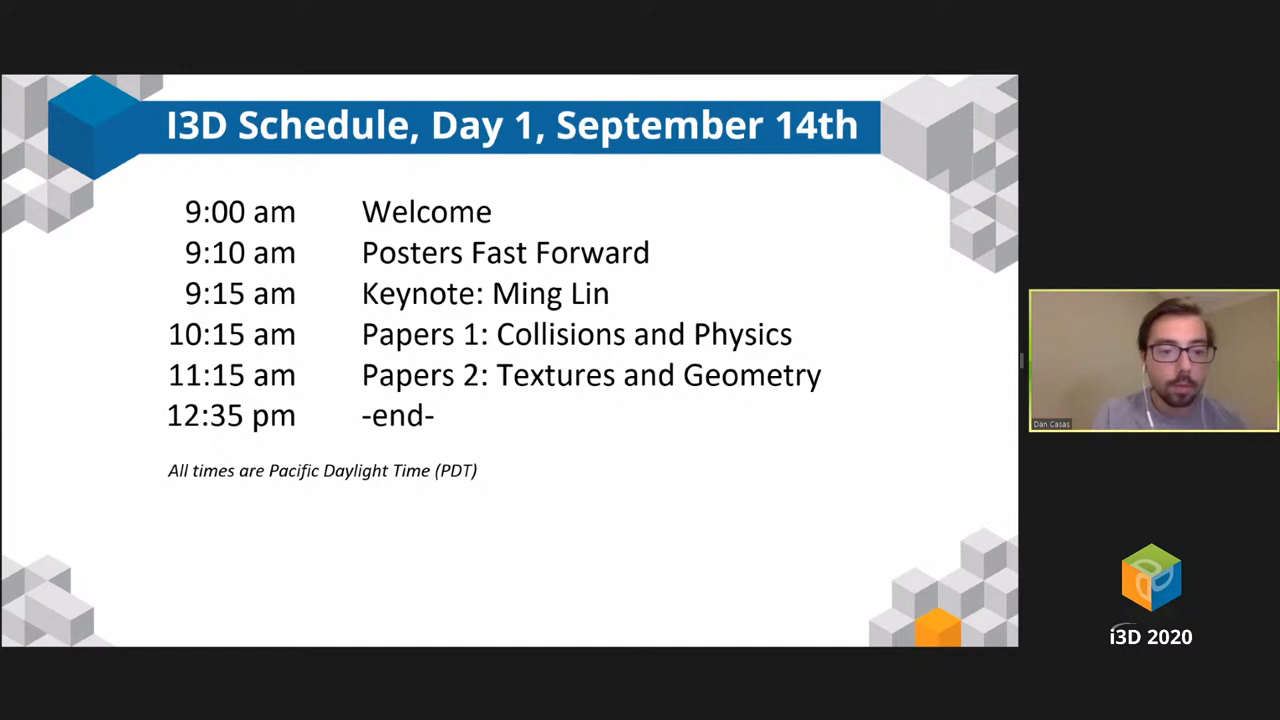 I3D Schedule, Day 1, September 14th
9:00 am Welcome
9:10 am Posters Fast Forward
9:15 am Keynote: Ming Lin
10:15 am Papers 1: Collisions and Physics
11:15 am Papers 2: Textures and Geometry
12:35 pm -end-
All times are Pacific Daylight Time (PDT)
Dan Casas
i3D 2020